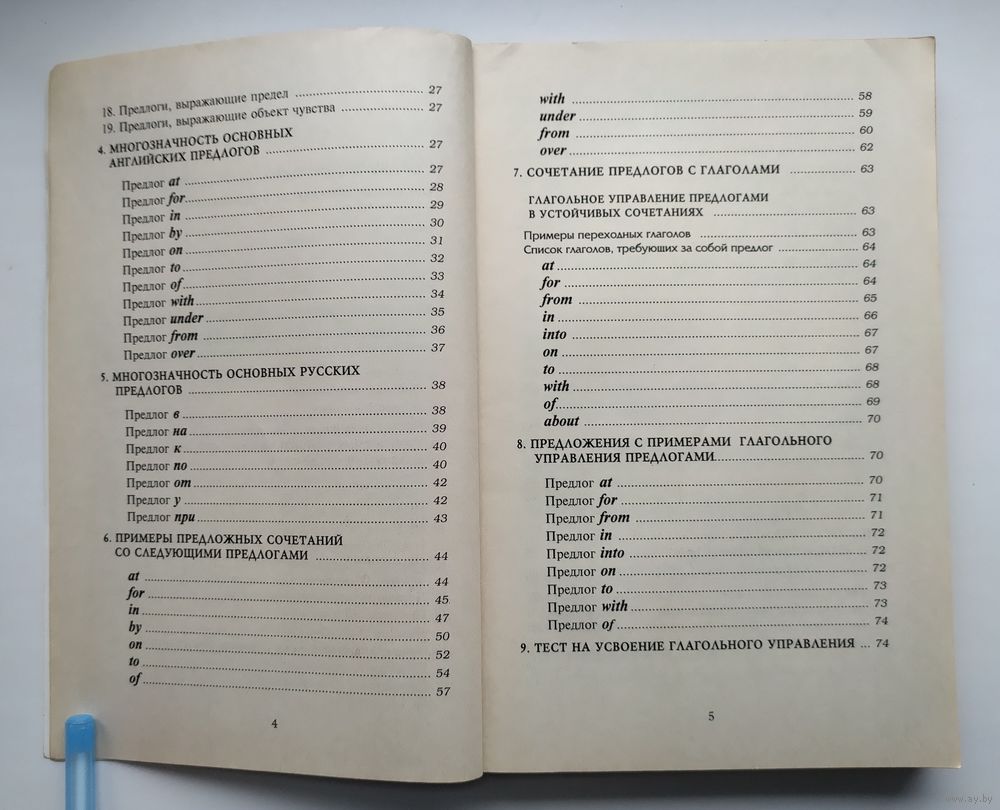 18. Предлоги, выражающие предел ........ 27
19. Предлоги, выражающие объект чувства ........ 27
4. МНОГОЗНАЧНОСТЬ ОСНОВНЫХ
АНГЛИЙСКИХ ПРЕДЛОГОВ ........ 27
Предлог at ........ 27
Предлог for ........ 28
Предлог in ........ 29
Предлог by ........ 30
Предлог on ........ 31
Предлог to ........ 32
Предлог of ........ 33
Предлог with ........ 34
Предлог under ........ 35
Предлог from ........ 36
Предлог over ........ 37
5. МНОГОЗНАЧНОСТЬ ОСНОВНЫХ РУССКИХ
ПРЕДЛОГОВ ........ 38
Предлог в ........ 38
Предлог на ........ 39
Предлог к ........ 40
Предлог по ........ 40
Предлог от ........ 42
Предлог у ........ 42
Предлог при ........ 43
6. ПРИМЕРЫ ПРЕДЛОЖНЫХ СОЧЕТАНИЙ
СО СЛЕДУЮЩИМИ ПРЕДЛОГАМИ ........ 44
at ........ 44
for ........ 45
in ........ 47
by ........ 50
on ........ 52
to ........ 54
of ........ 57
4
with ........ 58
under ........ 59
from ........ 60
over ........ 62
7. СОЧЕТАНИЕ ПРЕДЛОГОВ С ГЛАГОЛАМИ ........ 63
ГЛАГОЛЬНОЕ УПРАВЛЕНИЕ ПРЕДЛОГАМИ
В УСТОЙЧИВЫХ СОЧЕТАНИЯХ ........ 63
Примеры переходных глаголов ........ 63
Список глаголов, требующих за собой предлог ........ 64
at ........ 64
for ........ 64
from ........ 65
in ........ 66
into ........ 67
on ........ 67
to ........ 68
with ........ 68
of ........ 69
about ........ 70
8. ПРЕДЛОЖЕНИЯ С ПРИМЕРАМИ ГЛАГОЛЬНОГО
УПРАВЛЕНИЯ ПРЕДЛОГАМИ ........ 70
Предлог at ........ 70
Предлог for ........ 71
Предлог from ........ 71
Предлог in ........ 72
Предлог into ........ 72
Предлог on ........ 72
Предлог to ........ 73
Предлог with ........ 73
Предлог of ........ 74
9. ТЕСТ НА УСВОЕНИЕ ГЛАГОЛЬНОГО УПРАВЛЕНИЯ ... 74
5
www.ay.by